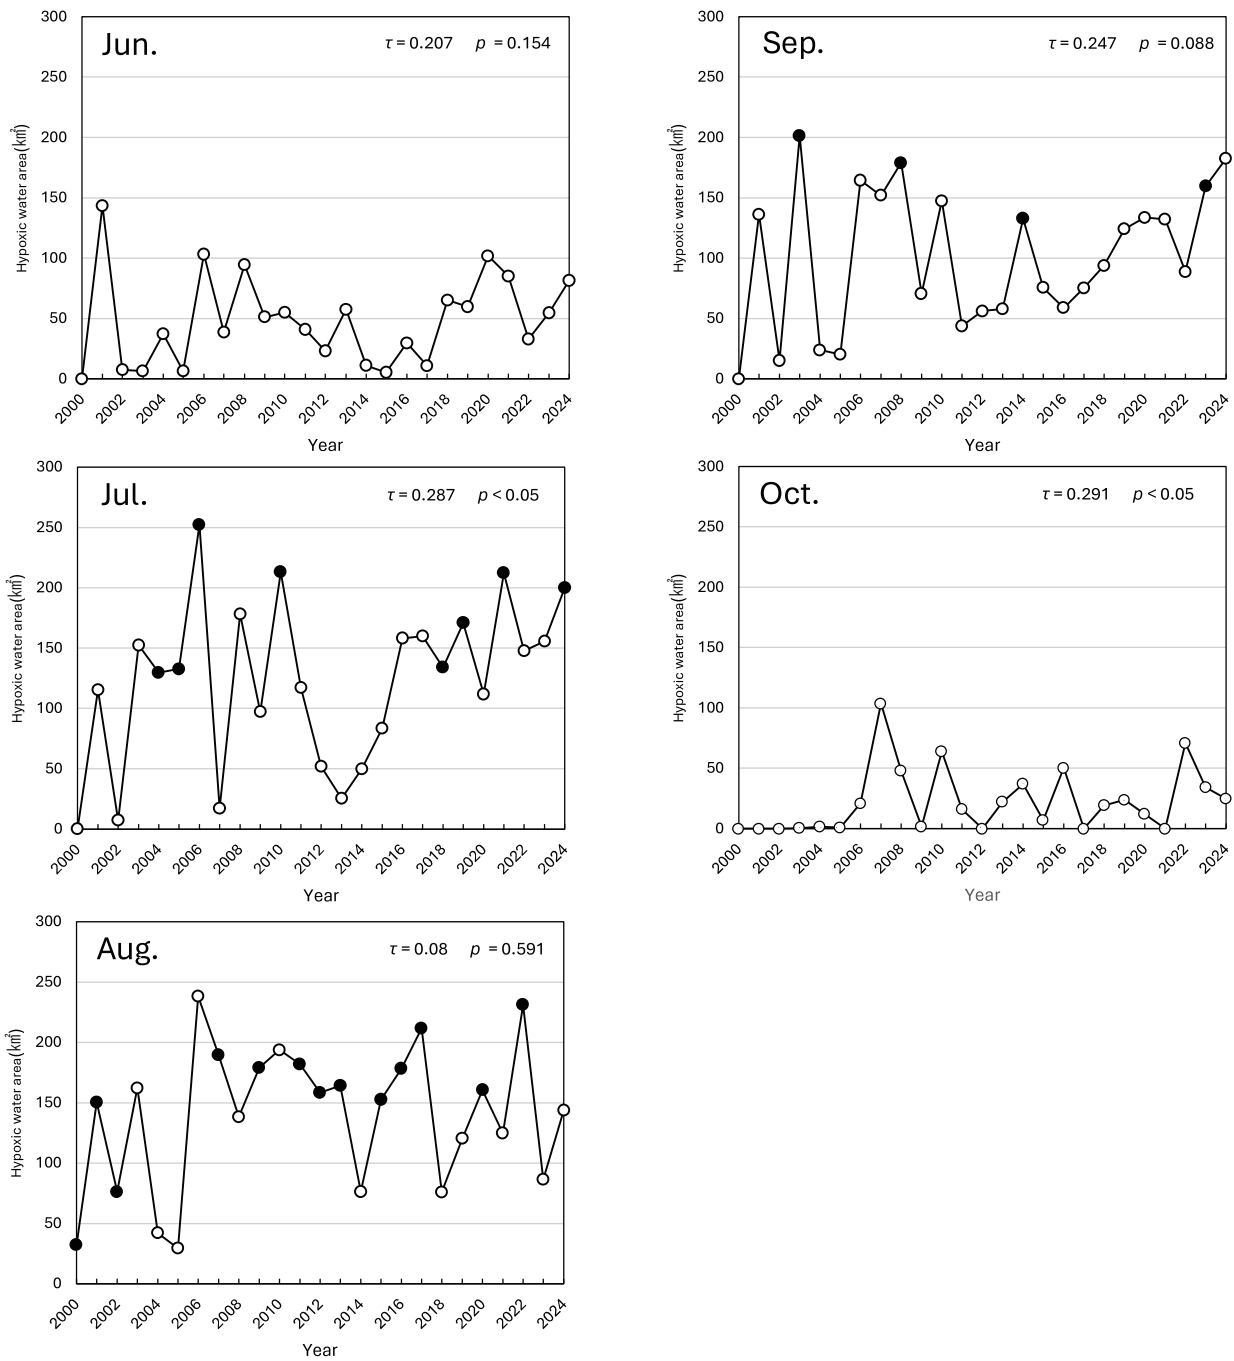 Jun.
τ = 0.207 p = 0.154
Hypoxic water area(㎢)
300
250
200
150
100
50
0
2000 2002 2004 2006 2008 2010 2012 2014 2016 2018 2020 2022 2024
Year
Sep.
τ = 0.247 p = 0.088
Hypoxic water area(㎢)
300
250
200
150
100
50
0
2000 2002 2004 2006 2008 2010 2012 2014 2016 2018 2020 2022 2024
Year
Jul.
τ = 0.287 p < 0.05
Hypoxic water area(㎢)
300
250
200
150
100
50
0
2000 2002 2004 2006 2008 2010 2012 2014 2016 2018 2020 2022 2024
Year
Oct.
τ = 0.291 p < 0.05
Hypoxic water area(㎢)
300
250
200
150
100
50
0
2000 2002 2004 2006 2008 2010 2012 2014 2016 2018 2020 2022 2024
Year
Aug.
τ = 0.08 p = 0.591
Hypoxic water area(㎢)
300
250
200
150
100
50
0
2000 2002 2004 2006 2008 2010 2012 2014 2016 2018 2020 2022 2024
Year